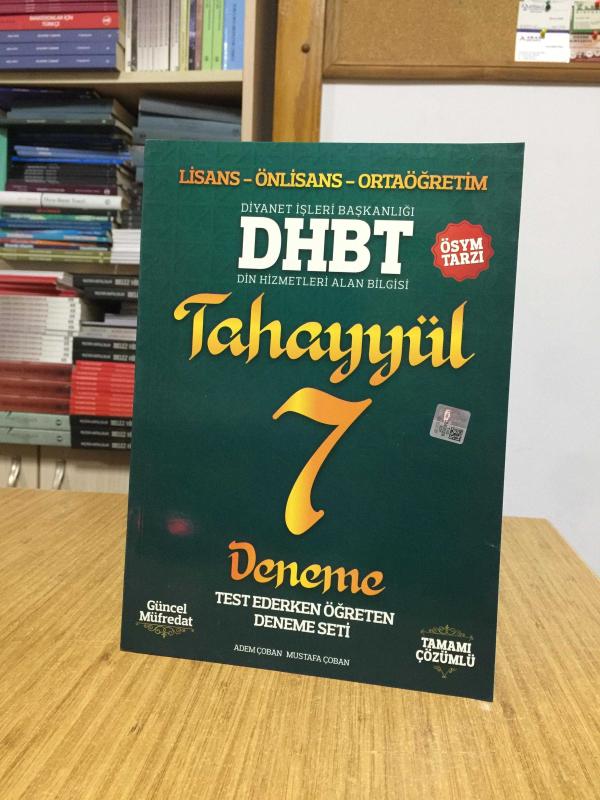 LİSANS – ÖNLİSANS – ORTAÖĞRETİM
DİYANET İŞLERİ BAŞKANLIĞI
DHBT
DİN HİZMETLERİ ALAN BİLGİSİ
ÖSYM
TARZI
Tahayyül
7
Deneme
TEST EDERKEN ÖĞRETEN
DENEME SETİ
Güncel
Müfredat
ADEM ÇOBAN MUSTAFA ÇOBAN
TAMAMI
ÇÖZÜMLÜ